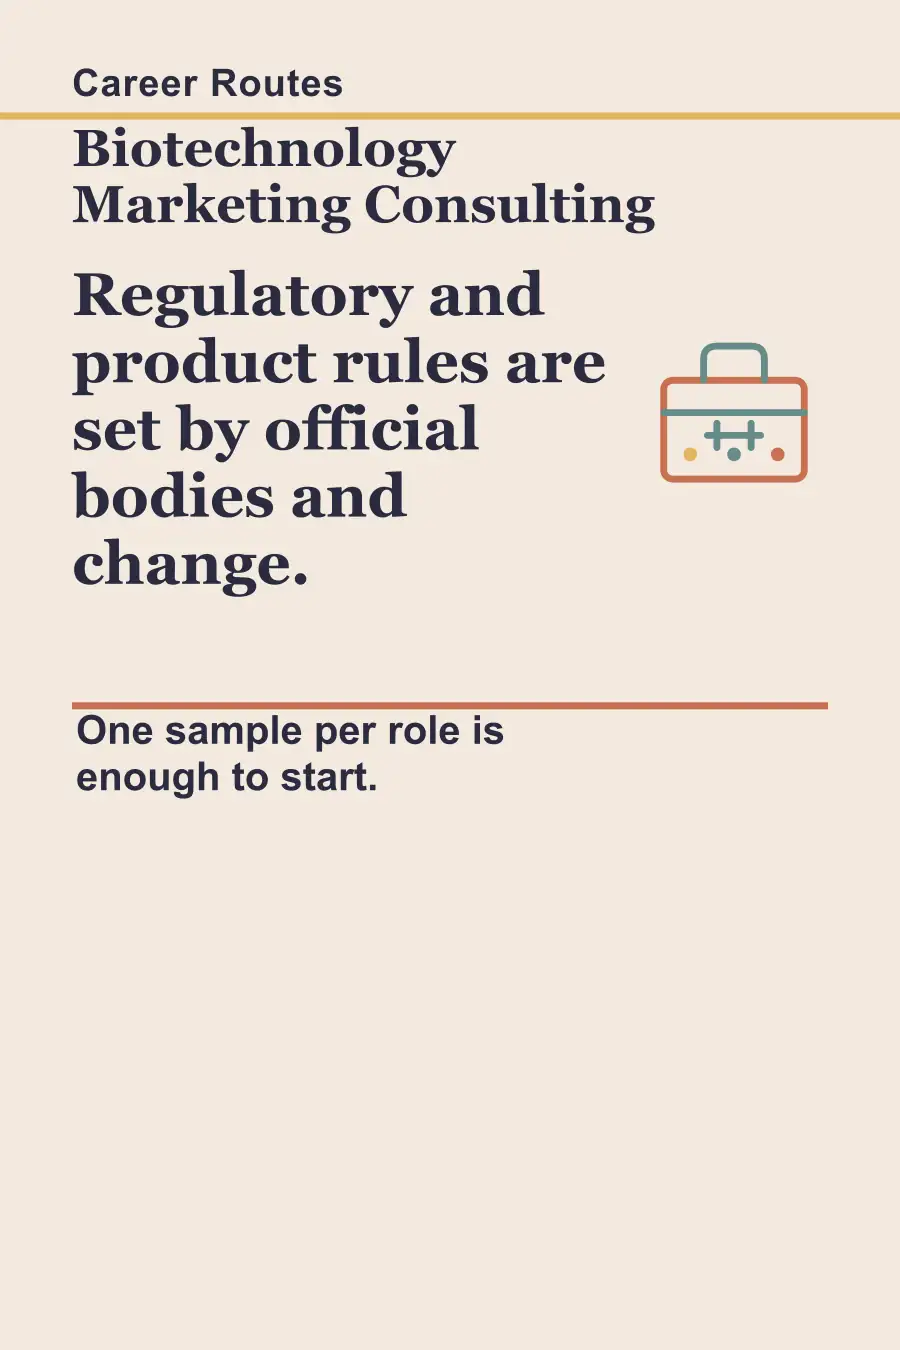 Career Routes
Biotechnology
Marketing Consulting
Regulatory and
product rules are
set by official
bodies and
change.
One sample per role is
enough to start.